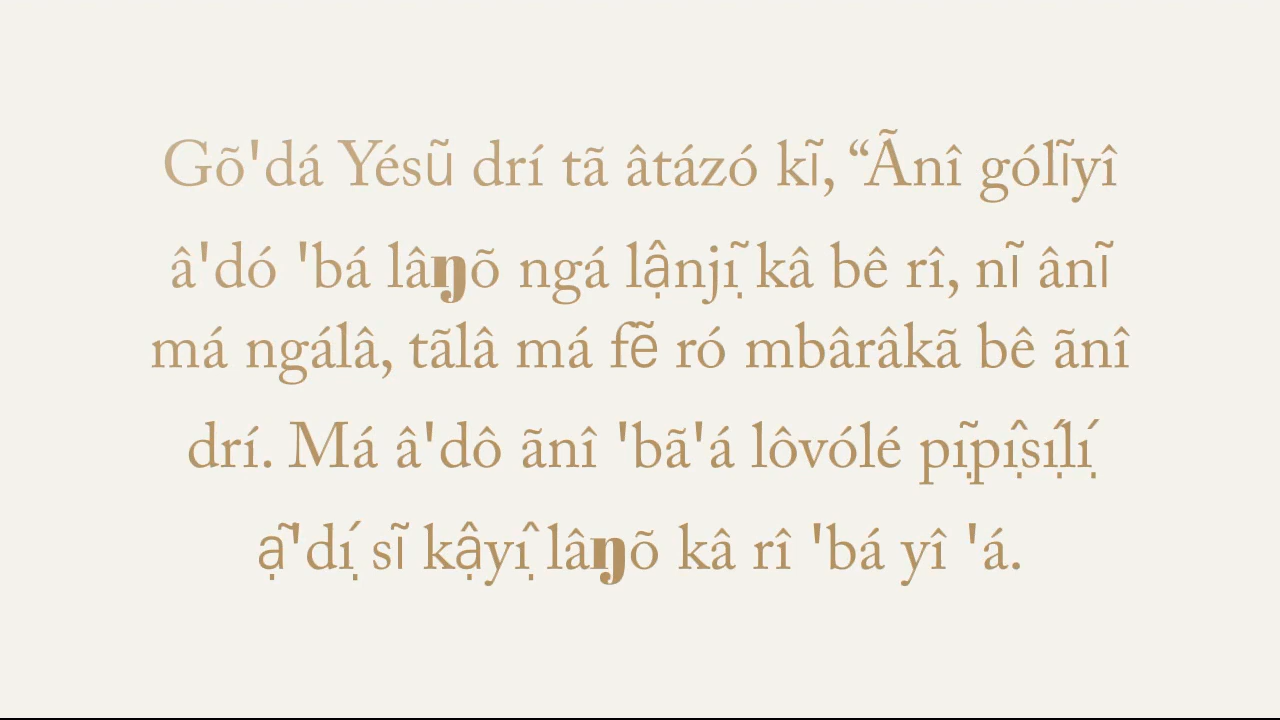 Gõ'dá Yésũ drí tã âtázó kĩ, “Ãnî gólĩyî
â'dó 'bá lâŋõ ngá lậnjị̃ kâ bê rî, nĩ ânĩ
má ngálâ, tãlâ má fẽ ró mbârâkã bê ãnî
drí. Má â'dô ãnî 'bã'á lôvólé pị̃pị̂sị́lị́
ạ̃'dị́ sĩ kậyị̂ lâŋõ kâ rî 'bá yî 'á.